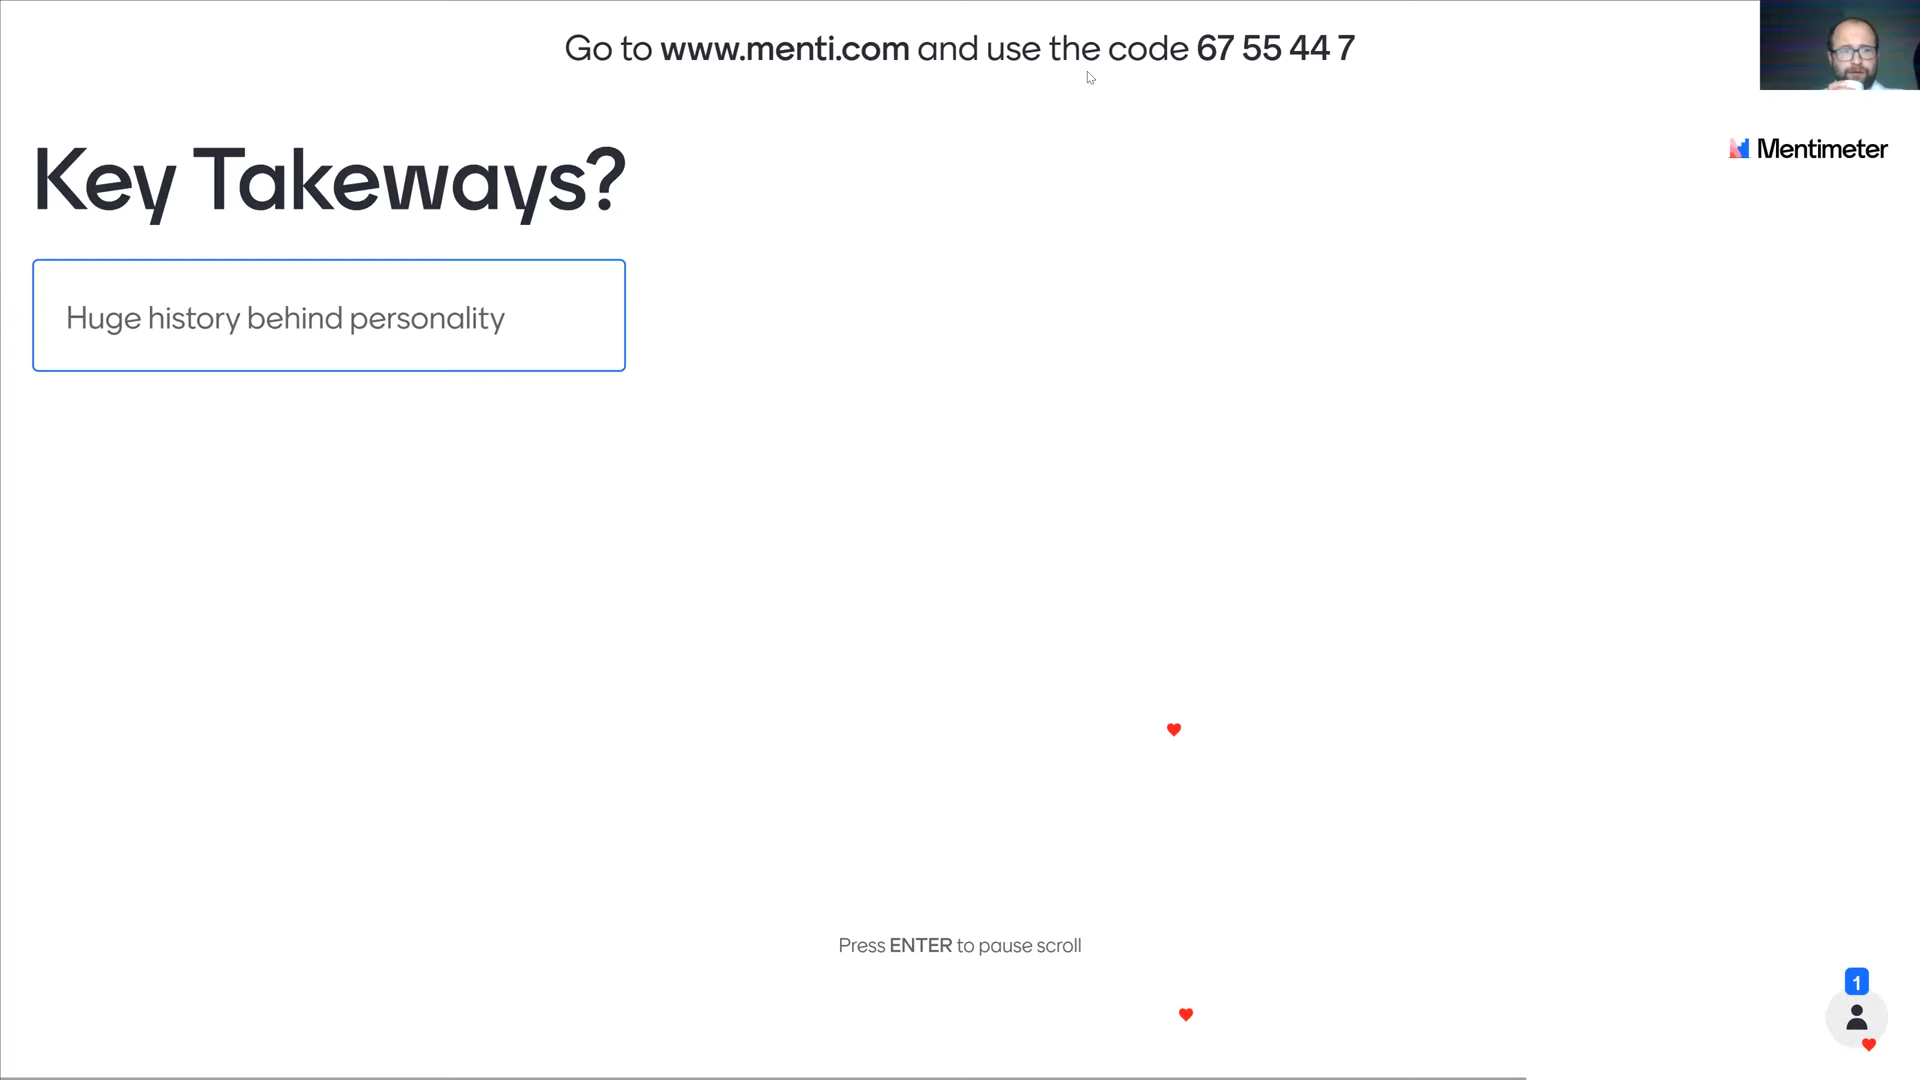 Go to www.menti.com and use the code 67 55 44 7
Mentimeter
Key Takeways?
Huge history behind personality
Press ENTER to pause scroll
1